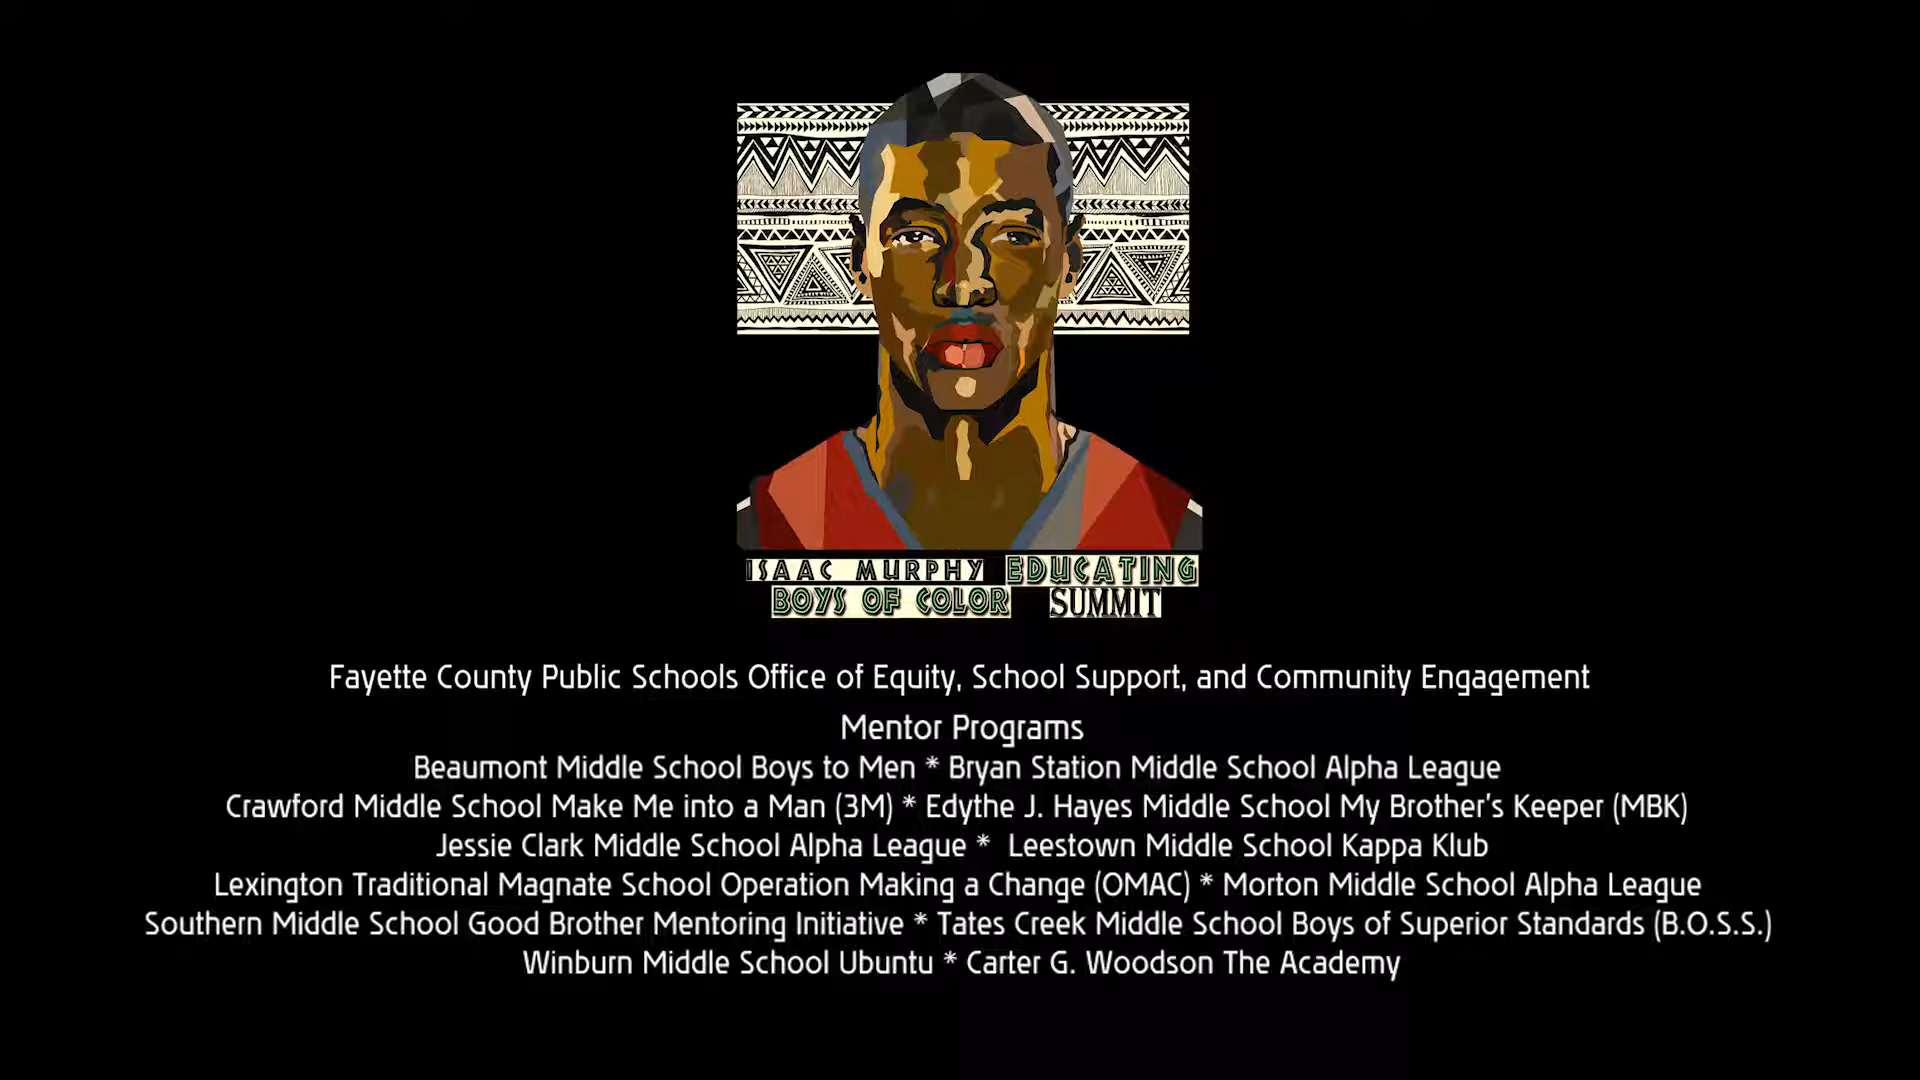 ISAAC MURPHY EDUCATING
BOYS OF COLOR SUMMIT
Fayette County Public Schools Office of Equity, School Support, and Community Engagement
Mentor Programs
Beaumont Middle School Boys to Men * Bryan Station Middle School Alpha League
Crawford Middle School Make Me into a Man (3M) * Edythe J. Hayes Middle School My Brother's Keeper (MBK)
Jessie Clark Middle School Alpha League * Leestown Middle School Kappa Klub
Lexington Traditional Magnate School Operation Making a Change (OMAC) * Morton Middle School Alpha League
Southern Middle School Good Brother Mentoring Initiative * Tates Creek Middle School Boys of Superior Standards (B.O.S.S.)
Winburn Middle School Ubuntu * Carter G. Woodson The Academy